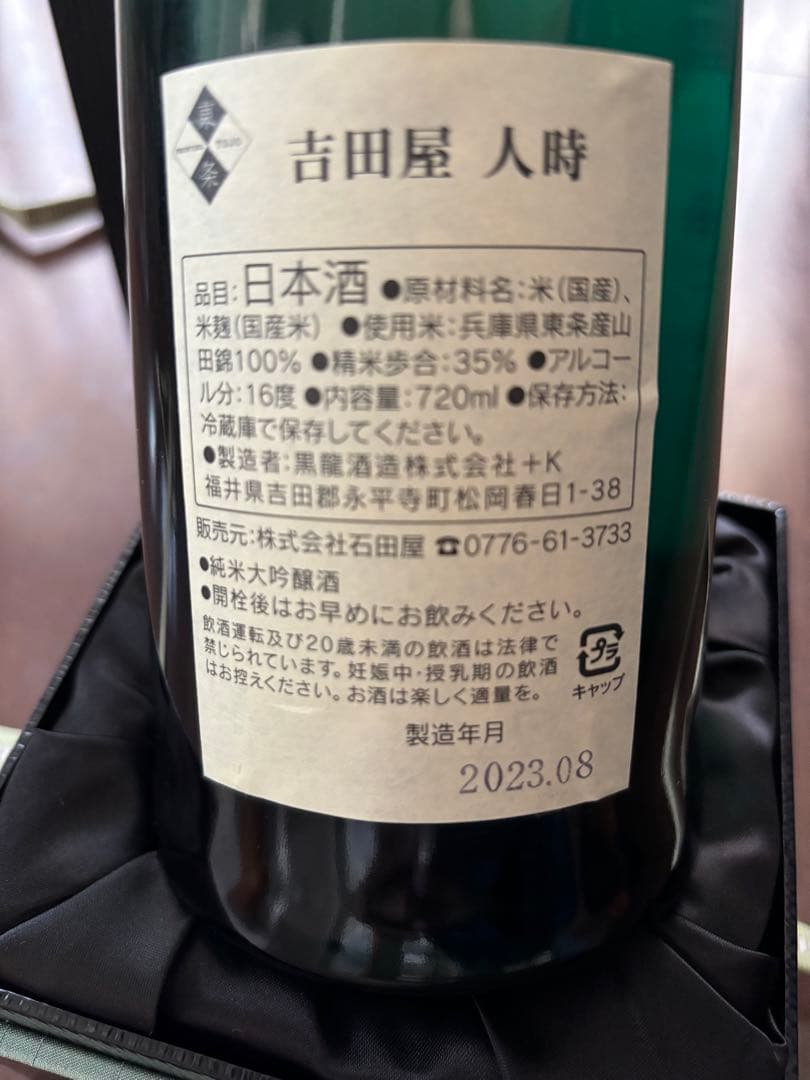 東
条
吉田屋 人時
品目:日本酒 ●原材料名:米(国産)、
米麹(国産米) ●使用米:兵庫県東条産山
田錦100% ●精米歩合:35% ●アルコー
ル分:16度 ●内容量:720ml ●保存方法:
冷蔵庫で保存してください。
●製造者:黒龍酒造株式会社+K
福井県吉田郡永平寺町松岡春日1-38
販売元:株式会社石田屋 ☎0776-61-3733
●純米大吟醸酒
●開栓後はお早めにお飲みください。
飲酒運転及び20歳未満の飲酒は法律で
禁じられています。妊娠中・授乳期の飲酒
はお控えください。お酒は楽しく適量を。
プラ
キャップ
製造年月
2023.08